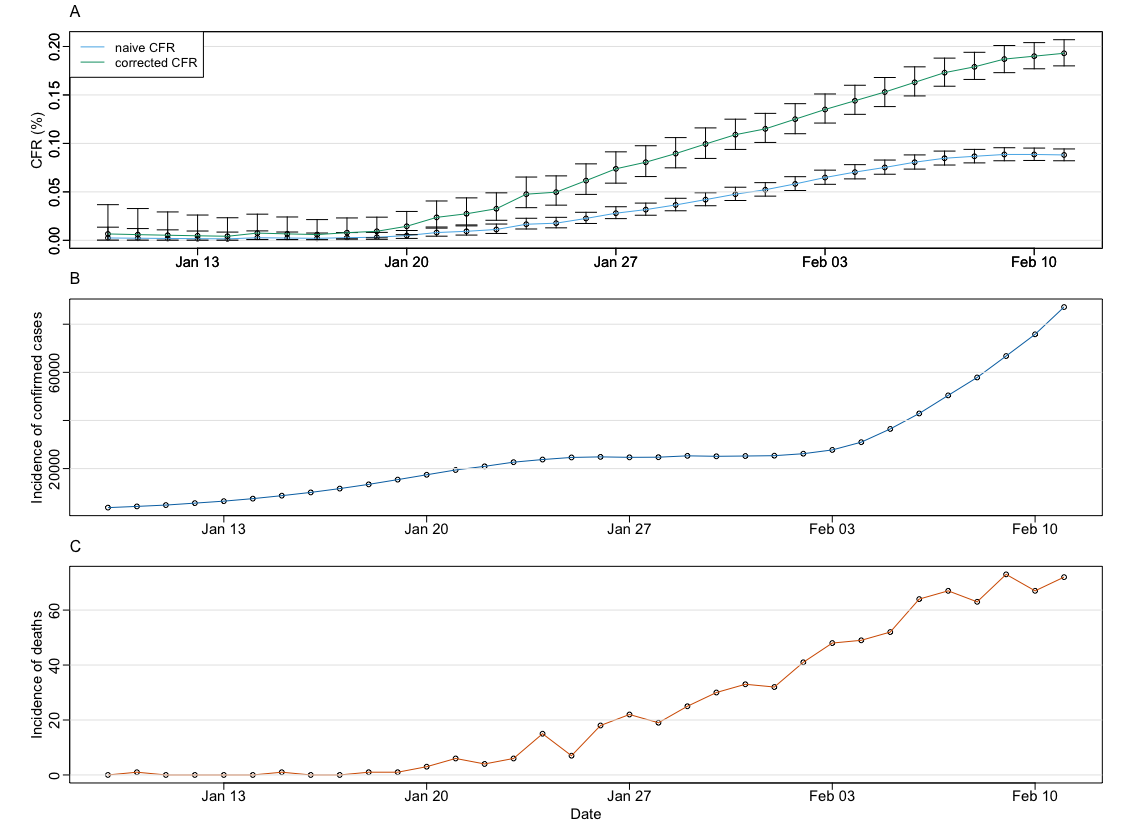 A
naive CFR
corrected CFR
CFR (%)
0.20
0.15
0.10
0.05
0.00
Jan 13 Jan 20 Jan 27 Feb 03 Feb 10
B
Incidence of confirmed cases
60000
20000
Jan 13 Jan 20 Jan 27 Feb 03 Feb 10
C
Incidence of deaths
60
40
20
0
Jan 13 Jan 20 Jan 27 Feb 03 Feb 10
Date